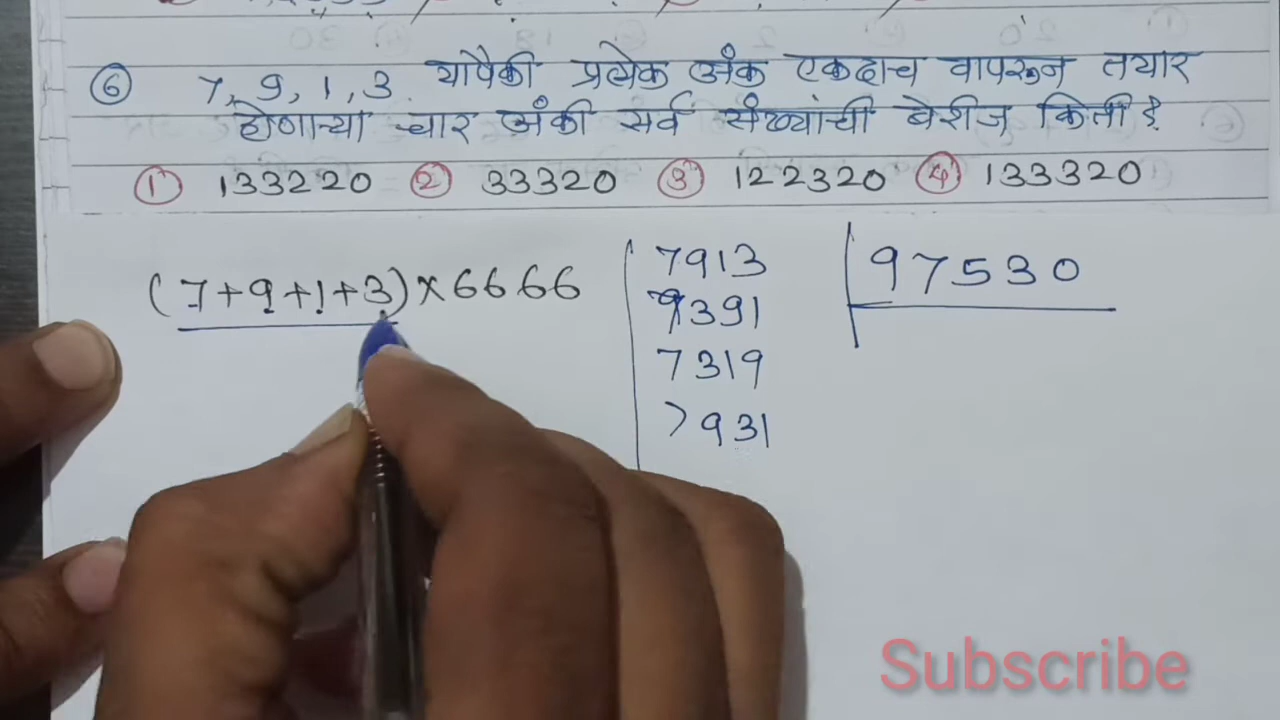 ⑥ 7, 9, 1, 3. यांपैकी प्रत्येक अंक एकदाच वापरून तयार
होणाऱ्या चार अंकी सर्व संख्यांची बेरीज किती?
① 133220 ② 33320 ③ 122320 ④ 133320
(7+9+1+3)×6666
7913
9391
7319
7931
97530
Subscribe